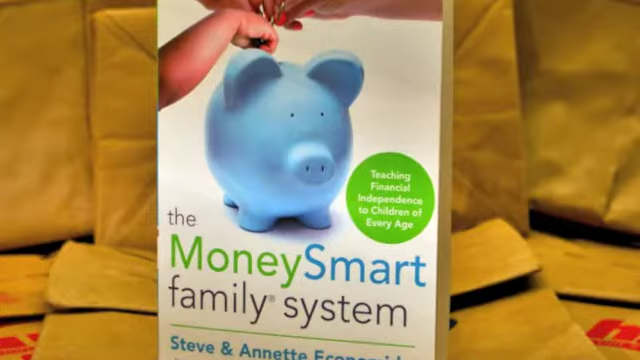 Teaching
Financial
Independence
to Children of
Every Age
the
MoneySmart
family® system
Steve & Annette